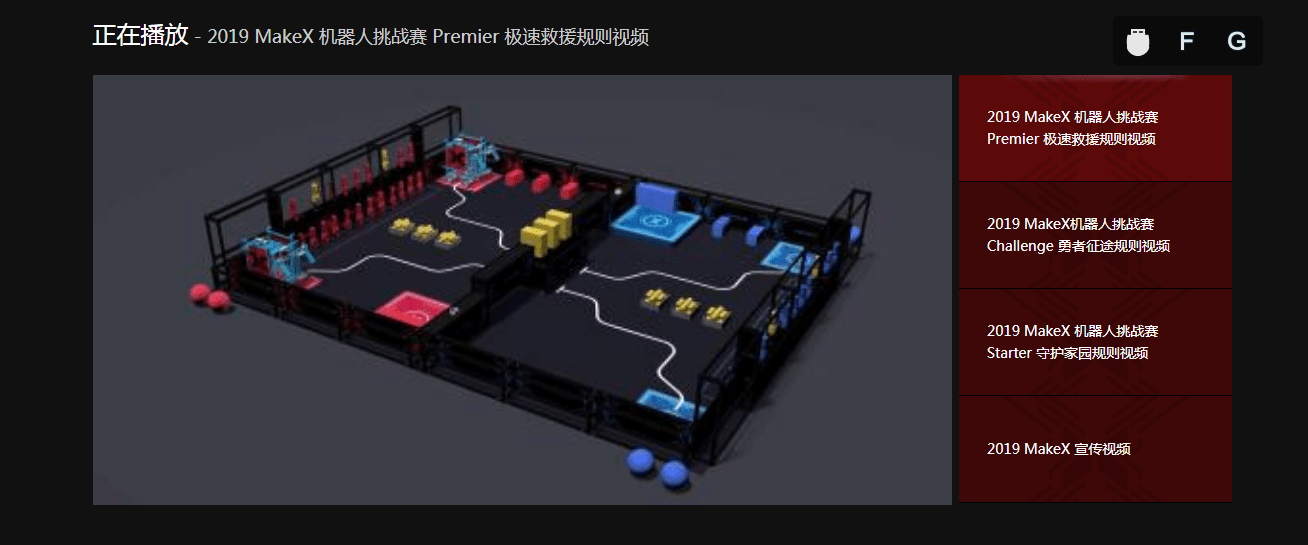 正在播放 - 2019 MakeX 机器人挑战赛 Premier 极速救援规则视频
F G
2019 MakeX 机器人挑战赛
Premier 极速救援规则视频
2019 MakeX机器人挑战赛
Challenge 勇者征途规则视频
2019 MakeX 机器人挑战赛
Starter 守护家园规则视频
2019 MakeX 宣传视频